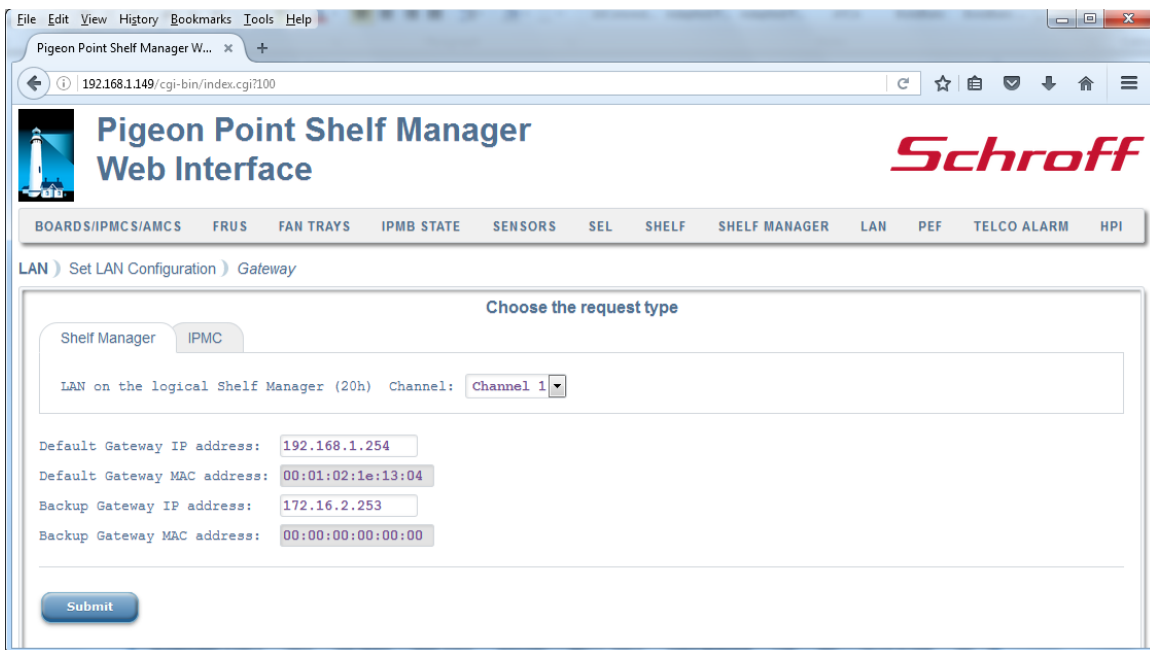 File Edit View History Bookmarks Tools Help
Pigeon Point Shelf Manager W... × +
192.168.1.149/cgi-bin/index.cgi?100
Pigeon Point Shelf Manager
Web Interface
Schroff
BOARDS/IPMCS/AMCS FRUS FAN TRAYS IPMB STATE SENSORS SEL SHELF SHELF MANAGER LAN PEF TELCO ALARM HPI
LAN ) Set LAN Configuration ) Gateway
Choose the request type
Shelf Manager IPMC
LAN on the logical Shelf Manager (20h) Channel: Channel 1
Default Gateway IP address: 192.168.1.254
Default Gateway MAC address: 00:01:02:1e:13:04
Backup Gateway IP address: 172.16.2.253
Backup Gateway MAC address: 00:00:00:00:00:00
Submit